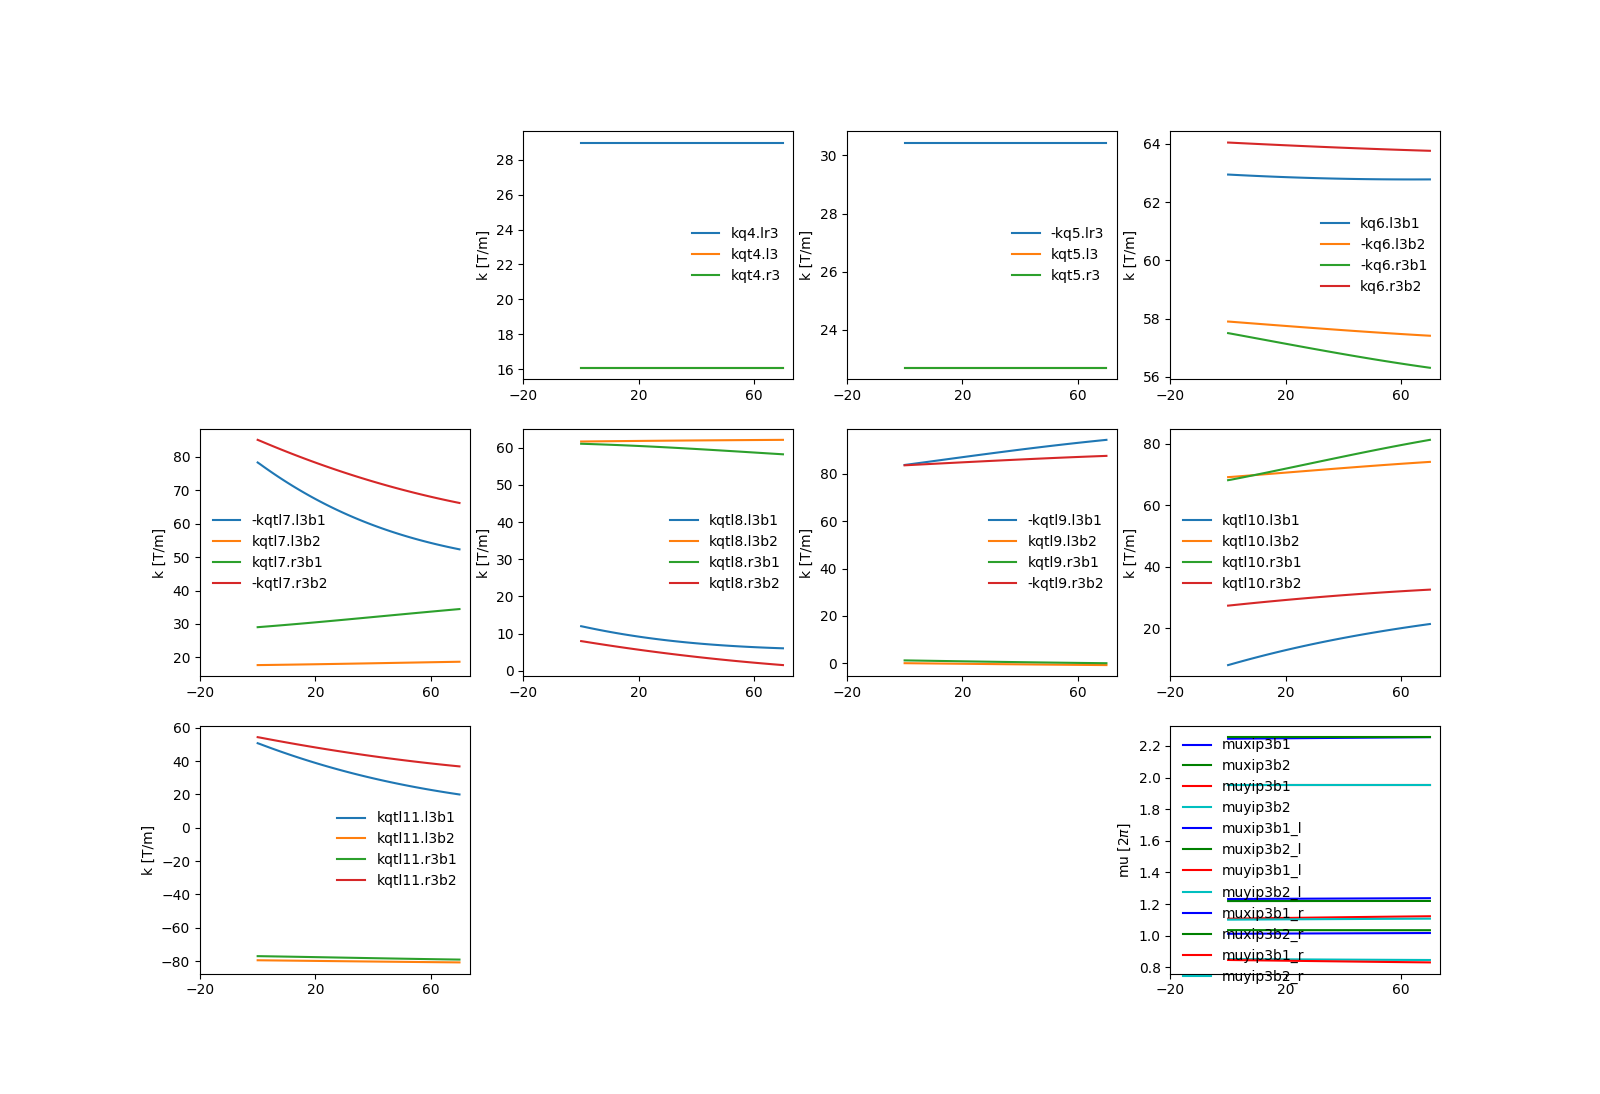 k [T/m]
28
26
24
22
20
18
16
−20
20
60
kq4.lr3
kqt4.l3
kqt4.r3
k [T/m]
30
28
26
24
−20
20
60
-kq5.lr3
kqt5.l3
kqt5.r3
k [T/m]
64
62
60
58
56
−20
20
60
kq6.l3b1
-kq6.l3b2
-kq6.r3b1
kq6.r3b2
k [T/m]
80
70
60
50
40
30
20
−20
20
60
-kqtl7.l3b1
kqtl7.l3b2
kqtl7.r3b1
-kqtl7.r3b2
k [T/m]
60
50
40
30
20
10
0
−20
20
60
kqtl8.l3b1
kqtl8.l3b2
kqtl8.r3b1
kqtl8.r3b2
k [T/m]
80
60
40
20
0
−20
20
60
-kqtl9.l3b1
kqtl9.l3b2
kqtl9.r3b1
-kqtl9.r3b2
k [T/m]
80
60
40
20
−20
20
60
kqtl10.l3b1
kqtl10.l3b2
kqtl10.r3b1
kqtl10.r3b2
k [T/m]
60
40
20
0
−20
−40
−60
−80
−20
20
60
kqtl11.l3b1
kqtl11.l3b2
kqtl11.r3b1
kqtl11.r3b2
mu [2π]
2.2
2.0
1.8
1.6
1.4
1.2
1.0
0.8
−20
20
60
muxip3b1
muxip3b2
muyip3b1
muyip3b2
muxip3b1_l
muxip3b2_l
muyip3b1_l
muyip3b2_l
muxip3b1_r
muxip3b2_r
muyip3b1_r
muyip3b2_r